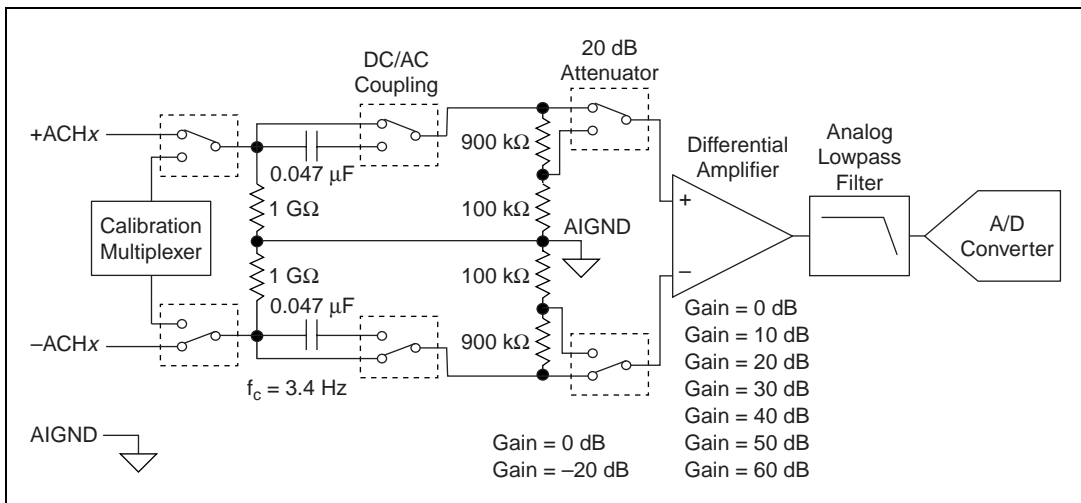 DC/AC
Coupling
20 dB
Attenuator
+ACHx
900 kΩ
Differential
Amplifier
Analog
Lowpass
Filter
0.047 µF
1 GΩ
100 kΩ
+
Calibration
Multiplexer
AIGND
A/D
Converter
1 GΩ
100 kΩ
–
0.047 µF
–ACHx
900 kΩ
fc = 3.4 Hz
Gain = 0 dB
Gain = 10 dB
Gain = 20 dB
Gain = 30 dB
Gain = 40 dB
Gain = 50 dB
Gain = 60 dB
AIGND
Gain = 0 dB
Gain = –20 dB